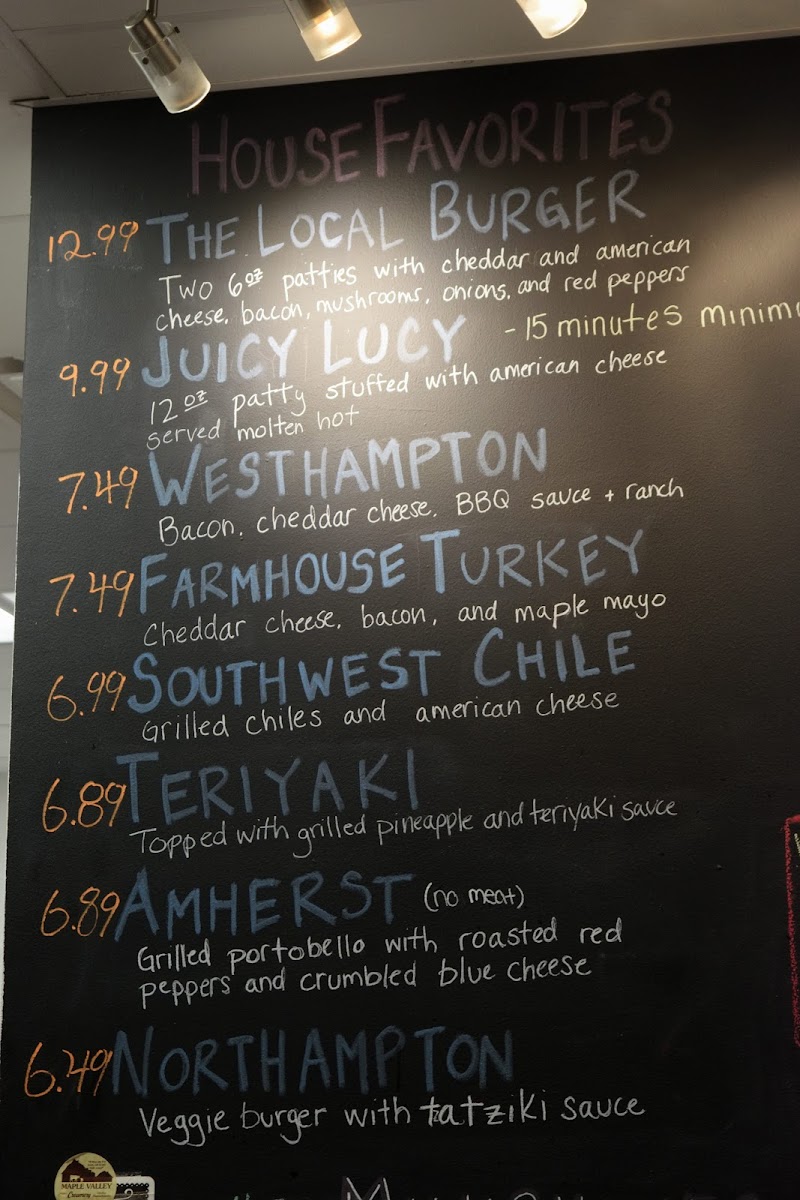 HOUSE FAVORITES
12.99 THE LOCAL BURGER
Two 6oz patties with cheddar and american
cheese, bacon, mushrooms, onions, and red peppers
9.99 JUICY LUCY - 15 minutes
12oz patty stuffed with american cheese
served molten hot
7.49 WESTHAMPTON
Bacon, cheddar cheese, BBQ sauce + ranch
7.49 FARMHOUSE TURKEY
Cheddar cheese, bacon, and maple mayo
6.99 SOUTHWEST CHILE
Grilled chiles and american cheese
6.89 TERIYAKI
Topped with grilled pineapple and teriyaki sauce
6.89 AMHERST (no meat)
Grilled portobello with roasted red
peppers and crumbled blue cheese
6.49 NORTHAMPTON
Veggie burger with tatziki sauce
MAPLE VALLEY
Creamery